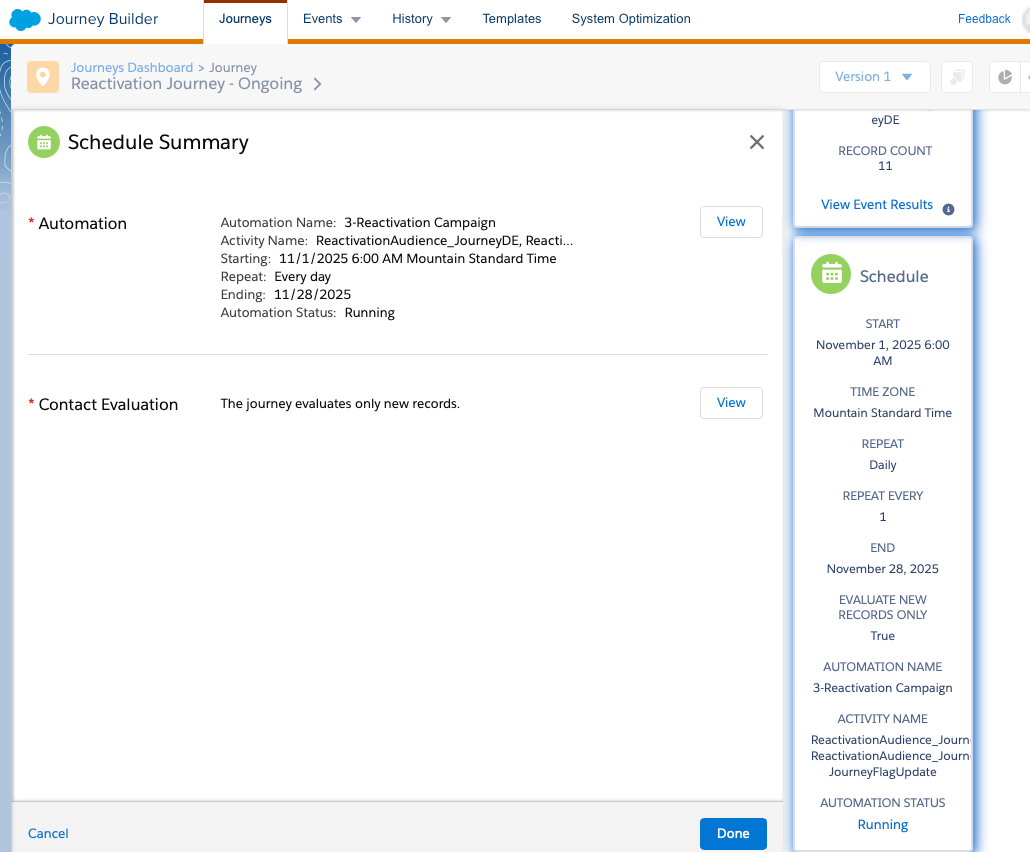 Journey Builder
Journeys
Events
History
Templates
System Optimization
Feedback
Journeys Dashboard > Journey
Reactivation Journey - Ongoing
Version 1
Schedule Summary
* Automation
Automation Name: 3-Reactivation Campaign
Activity Name: ReactivationAudience_JourneyDE, Reacti...
Starting: 11/1/2025 6:00 AM Mountain Standard Time
Repeat: Every day
Ending: 11/28/2025
Automation Status: Running
View
* Contact Evaluation
The journey evaluates only new records.
View
Cancel
Done
eyDE
RECORD COUNT
11
View Event Results
Schedule
START
November 1, 2025 6:00
AM
TIME ZONE
Mountain Standard Time
REPEAT
Daily
REPEAT EVERY
1
END
November 28, 2025
EVALUATE NEW
RECORDS ONLY
True
AUTOMATION NAME
3-Reactivation Campaign
ACTIVITY NAME
ReactivationAudience_Journ
ReactivationAudience_Journ
JourneyFlagUpdate
AUTOMATION STATUS
Running